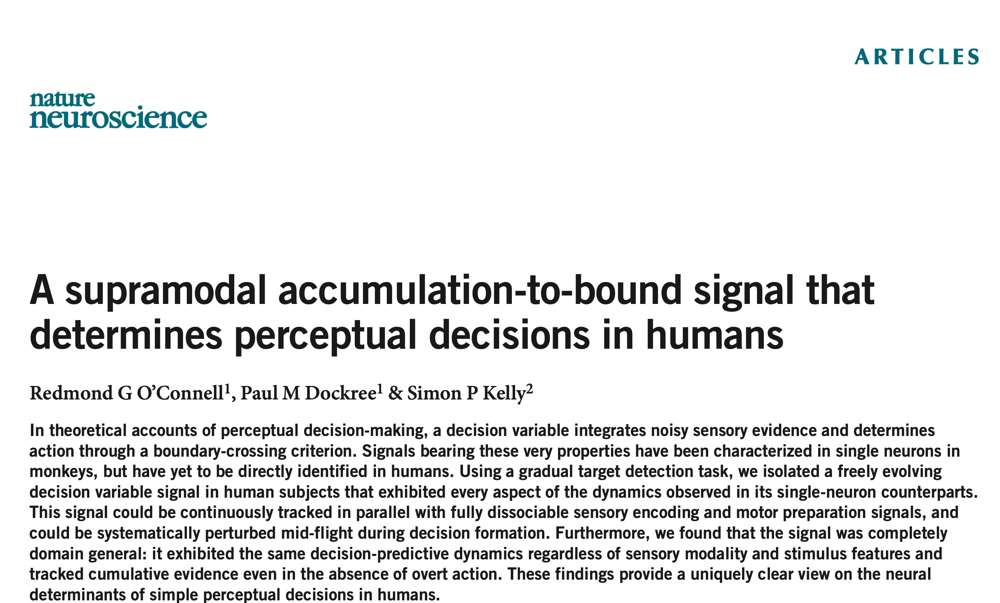 ARTICLES
nature
neuroscience
A supramodal accumulation-to-bound signal that
determines perceptual decisions in humans
Redmond G O’Connell1, Paul M Dockree1 & Simon P Kelly2
In theoretical accounts of perceptual decision-making, a decision variable integrates noisy sensory evidence and determines
action through a boundary-crossing criterion. Signals bearing these very properties have been characterized in single neurons in
monkeys, but have yet to be directly identified in humans. Using a gradual target detection task, we isolated a freely evolving
decision variable signal in human subjects that exhibited every aspect of the dynamics observed in its single-neuron counterparts.
This signal could be continuously tracked in parallel with fully dissociable sensory encoding and motor preparation signals, and
could be systematically perturbed mid-flight during decision formation. Furthermore, we found that the signal was completely
domain general: it exhibited the same decision-predictive dynamics regardless of sensory modality and stimulus features and
tracked cumulative evidence even in the absence of overt action. These findings provide a uniquely clear view on the neural
determinants of simple perceptual decisions in humans.